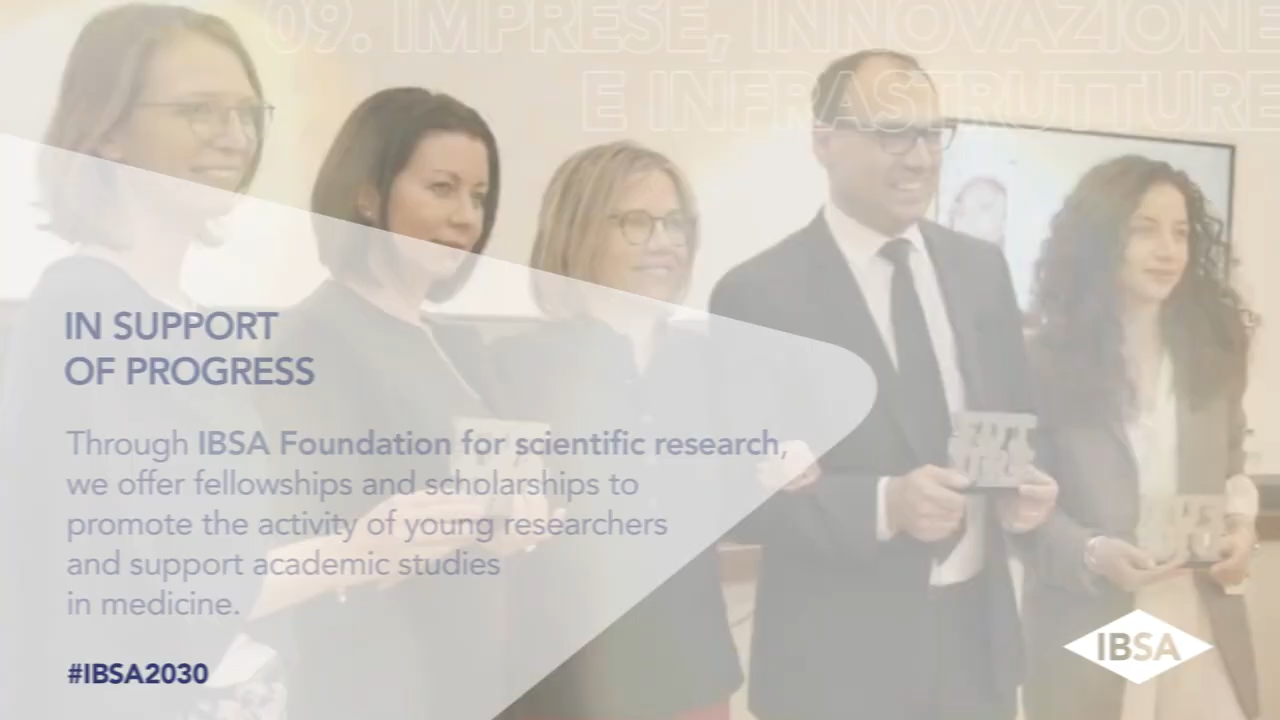 09. IMPRESE, INNOVAZIONE
E INFRASTRUTTURE
IN SUPPORT
OF PROGRESS
Through IBSA Foundation for scientific research,
we offer fellowships and scholarships to
promote the activity of young researchers
and support academic studies
in medicine.
#IBSA2030
IBSA